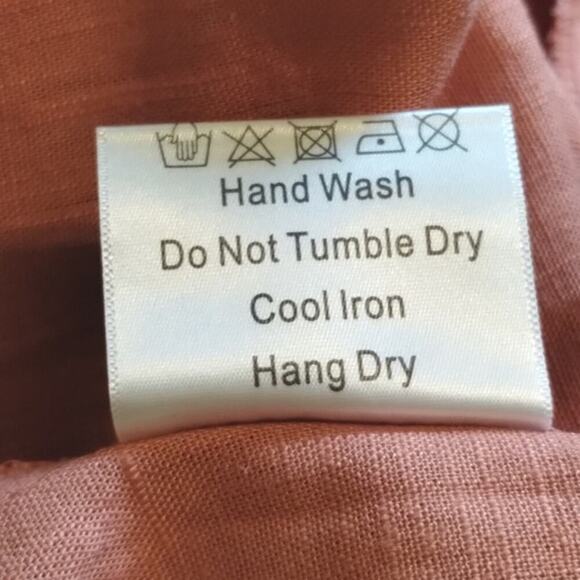 Hand Wash
Do Not Tumble Dry
Cool Iron
Hang Dry